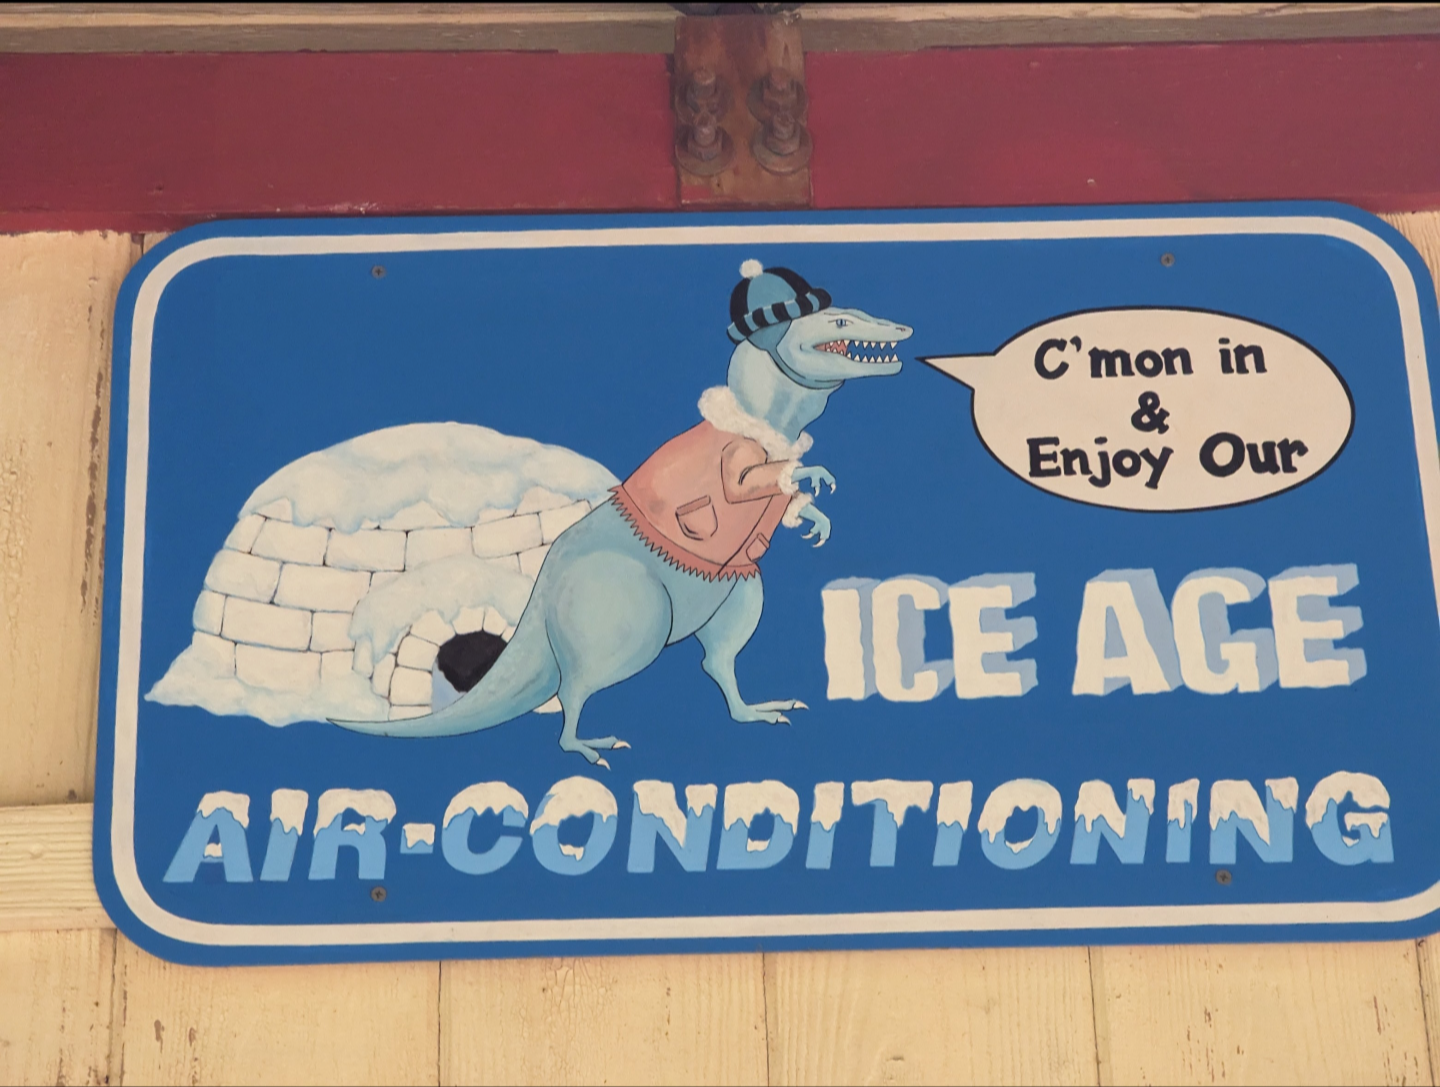 C'mon in
&
Enjoy Our
ICE AGE
AIR-CONDITIONING